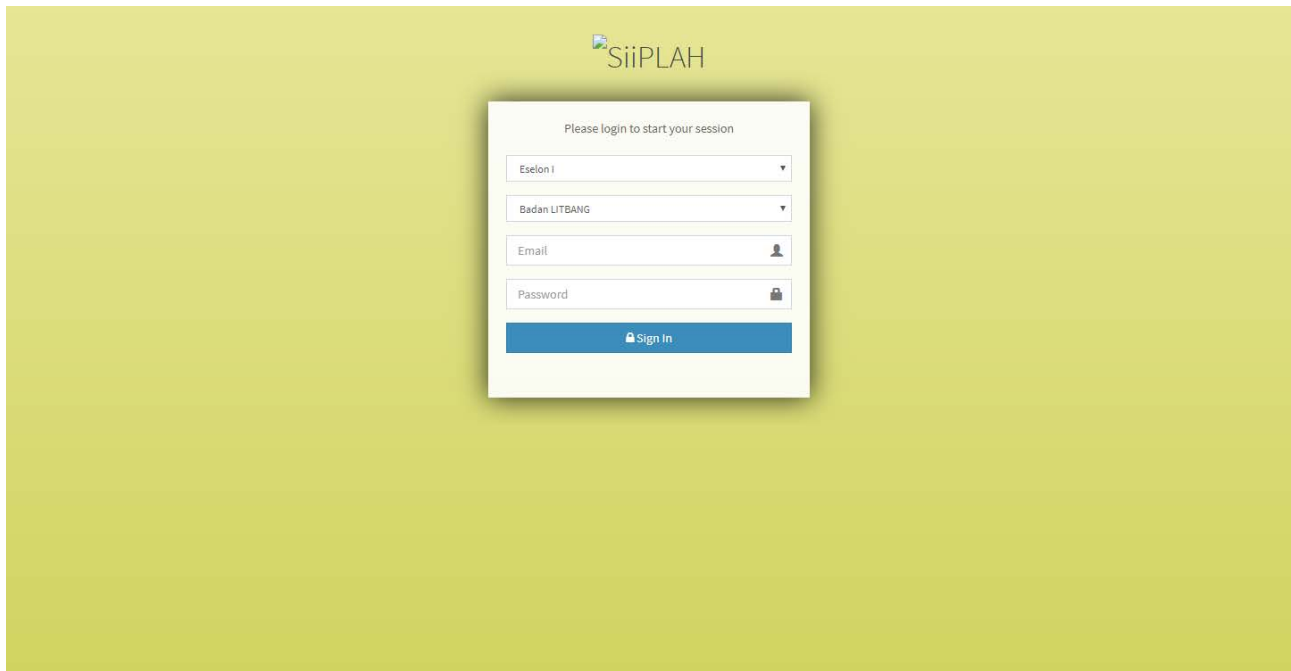 SiiPLAH
Please login to start your session
Eselon I
Badan LITBANG
Email
Password
Sign In